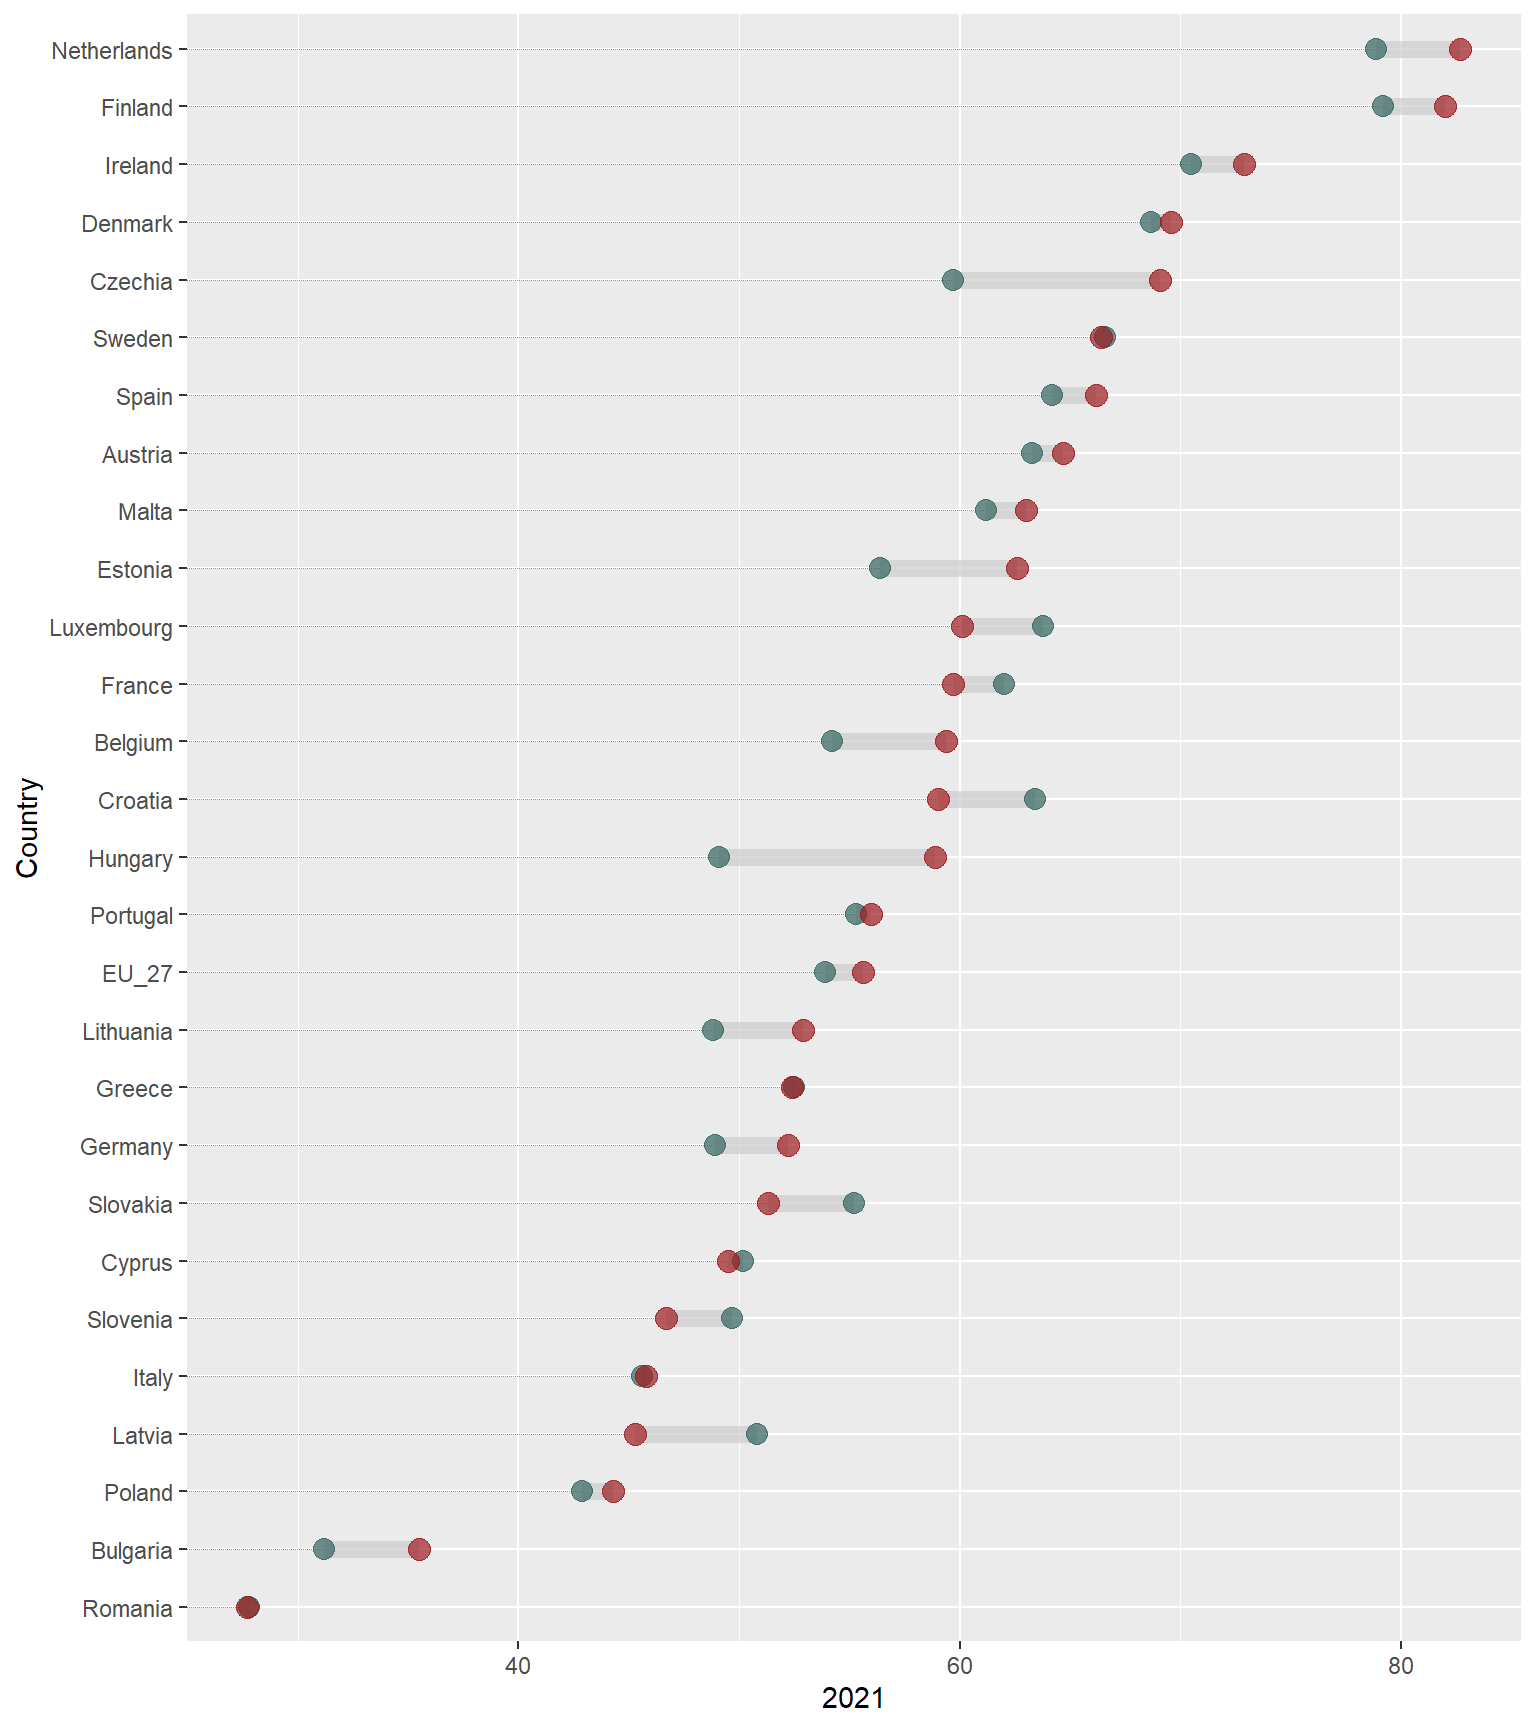 Netherlands
Finland
Ireland
Denmark
Czechia
Sweden
Spain
Austria
Malta
Estonia
Luxembourg
France
Belgium
Croatia
Hungary
Portugal
EU_27
Lithuania
Greece
Germany
Slovakia
Cyprus
Slovenia
Italy
Latvia
Poland
Bulgaria
Romania
Country
40 60 80
2021